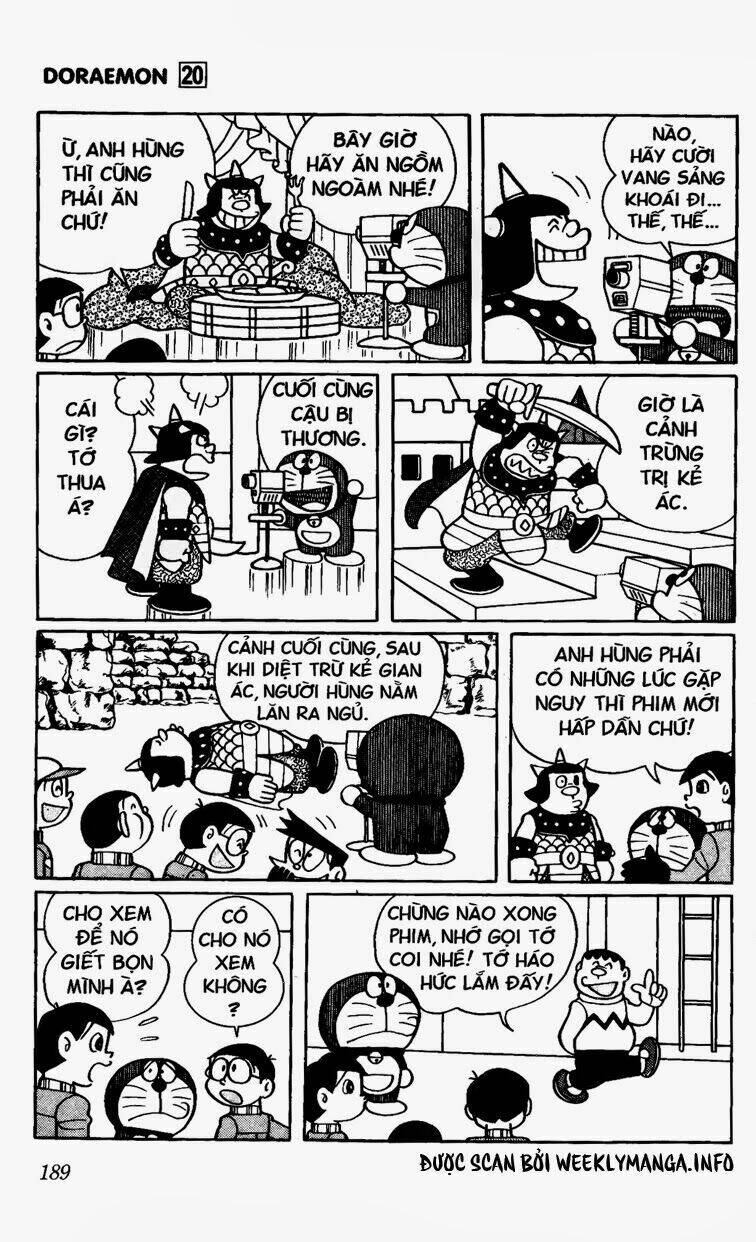 DORAEMON 20
NÀO,
HÃY CƯỜI
VANG SẢNG
KHOÁI ĐI...
THẾ, THẾ...
BÂY GIỜ
HÃY ĂN NGỒM
NGOÀM NHÉ!
Ừ, ANH HÙNG
THÌ CŨNG
PHẢI ĂN
CHỨ!
GIỜ LÀ
CẢNH
TRỪNG
TRỊ KẺ
ÁC.
CUỐI CÙNG
CẬU BỊ
THƯƠNG.
CÁI
GÌ?
TỚ
THUA
Á?
ANH HÙNG PHẢI
CÓ NHỮNG LÚC GẶP
NGUY THÌ PHIM MỚI
HẤP DẪN CHỨ!
CẢNH CUỐI CÙNG, SAU
KHI DIỆT TRỪ KẺ GIAN
ÁC, NGƯỜI HÙNG NẰM
LĂN RA NGỦ.
CHỪNG NÀO XONG
PHIM, NHỚ GỌI TỚ
COI NHÉ! TỚ HÁO
HỨC LẮM ĐẤY!
CÓ
CHO NÓ
XEM
KHÔNG
?
CHO XEM
ĐỂ NÓ
GIẾT BỌN
MÌNH À?
189
ĐƯỢC SCAN BỞI WEEKLYMANGA.INFO